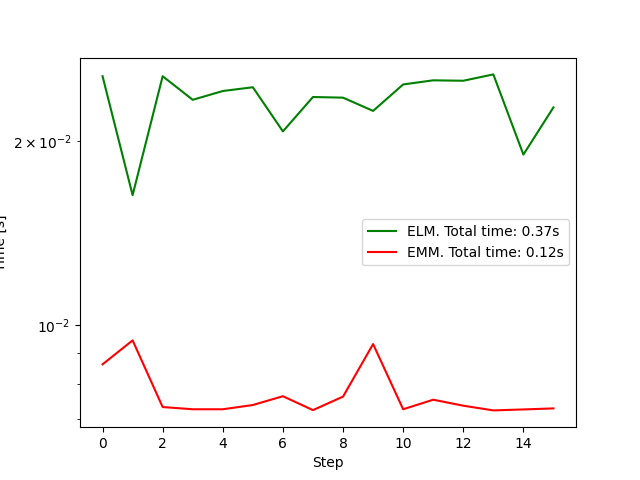 2 × 10⁻²
10⁻²
Time [s]
ELM. Total time: 0.37s
EMM. Total time: 0.12s
0 2 4 6 8 10 12 14
Step